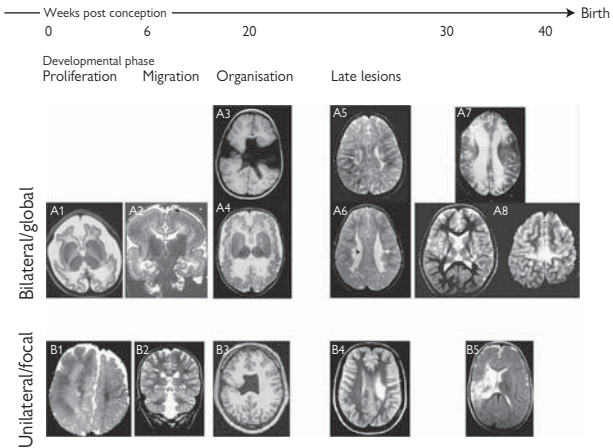 Weeks post conception
Birth
0 6 20 30 40
Developmental phase
Proliferation Migration Organisation Late lesions
Bilateral/global
A3
A5
A7
A1
A2
A4
A6
A8
Unilateral/focal
B1
B2
B3
B4
B5